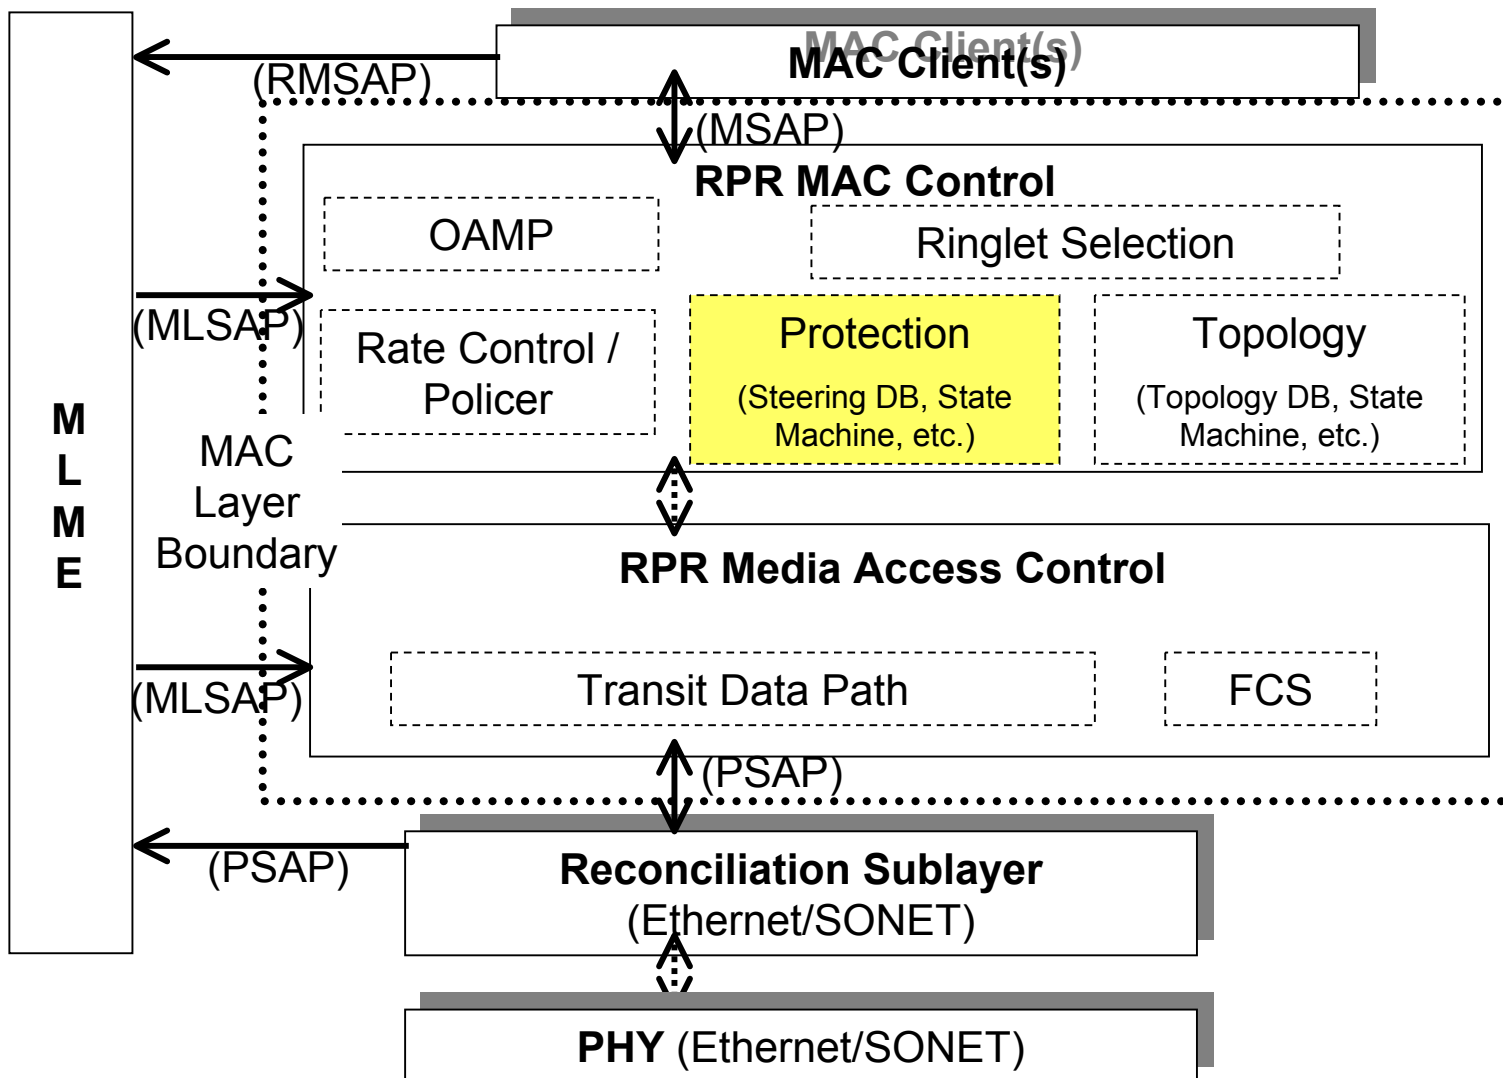 MAC Client(s)
MAC Client(s)
(RMSAP)
(MSAP)
RPR MAC Control
OAMP
Ringlet Selection
(MLSAP)
Rate Control /
Policer
Protection
(Steering DB, State
Machine, etc.)
Topology
(Topology DB, State
Machine, etc.)
M
L
M
E
MAC
Layer
Boundary
RPR Media Access Control
(MLSAP)
Transit Data Path
FCS
(PSAP)
(PSAP)
Reconciliation Sublayer
(Ethernet/SONET)
PHY (Ethernet/SONET)